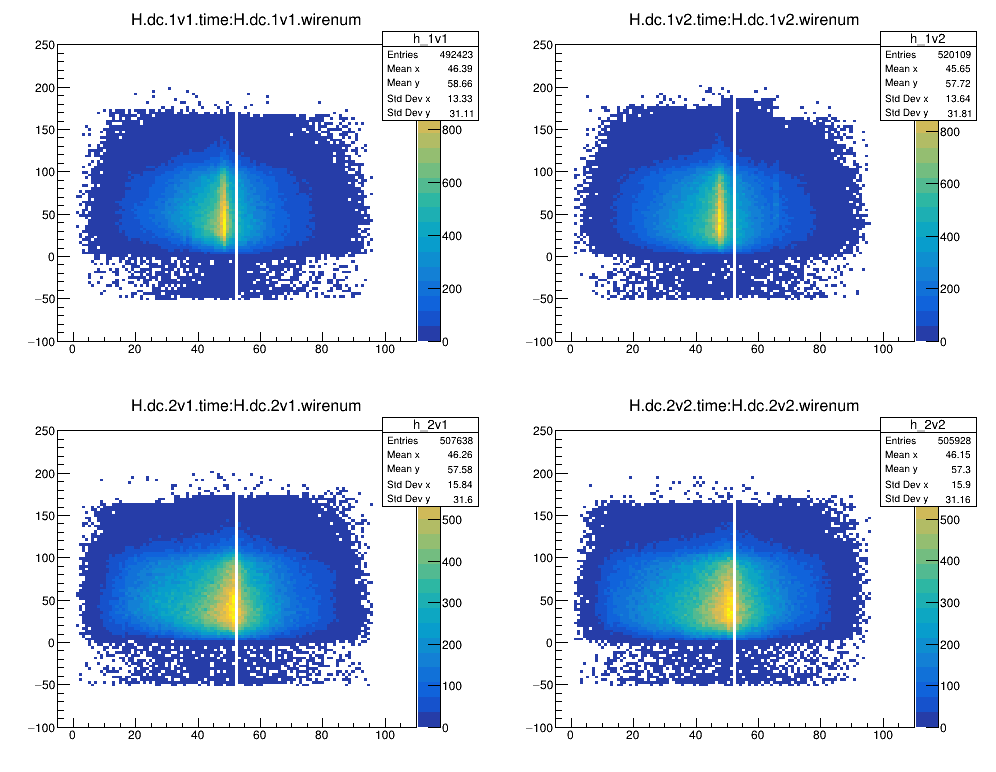 H.dc.1v1.time:H.dc.1v1.wirenum
h_1v1
Entries 492423
Mean x 46.39
Mean y 58.66
Std Dev x 13.33
Std Dev y 31.11
250
200
150
100
50
0
−50
−100
0 20 40 60 80 100
800
600
400
200
0
H.dc.1v2.time:H.dc.1v2.wirenum
h_1v2
Entries 520109
Mean x 45.65
Mean y 57.72
Std Dev x 13.64
Std Dev y 31.81
250
200
150
100
50
0
−50
−100
0 20 40 60 80 100
800
600
400
200
0
H.dc.2v1.time:H.dc.2v1.wirenum
h_2v1
Entries 507638
Mean x 46.26
Mean y 57.58
Std Dev x 15.84
Std Dev y 31.6
250
200
150
100
50
0
−50
−100
0 20 40 60 80 100
500
400
300
200
100
0
H.dc.2v2.time:H.dc.2v2.wirenum
h_2v2
Entries 505928
Mean x 46.15
Mean y 57.3
Std Dev x 15.9
Std Dev y 31.16
250
200
150
100
50
0
−50
−100
0 20 40 60 80 100
500
400
300
200
100
0